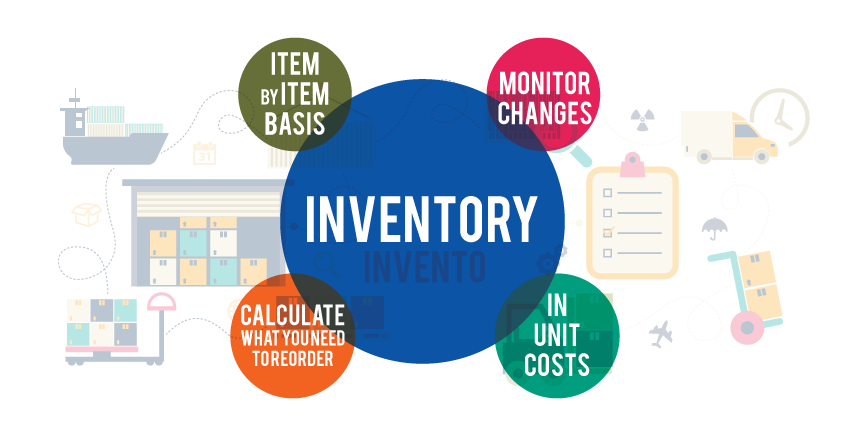 ITEM
BY ITEM
BASIS
MONITOR
CHANGES
31
INVENTORY
INVENTO
CALCULATE
WHAT YOU NEED
TO REORDER
IN
UNIT
COSTS